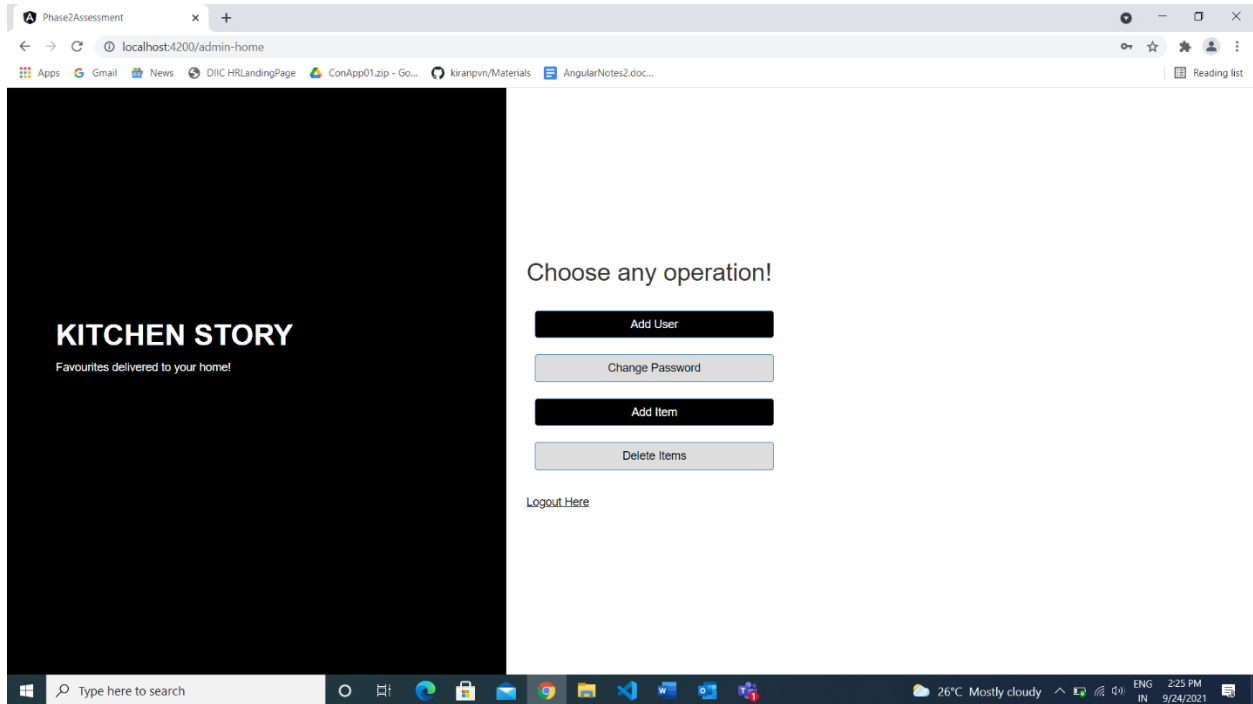 Phase2Assessment
localhost:4200/admin-home
Apps Gmail News DIIC HRLandingPage ConApp01.zip - Go... kiranpvn/Materials AngularNotes2.doc... Reading list
KITCHEN STORY
Favourites delivered to your home!
Choose any operation!
Add User
Change Password
Add Item
Delete Items
Logout Here
Type here to search
26°C Mostly cloudy
ENG
IN
2:25 PM
9/24/2021